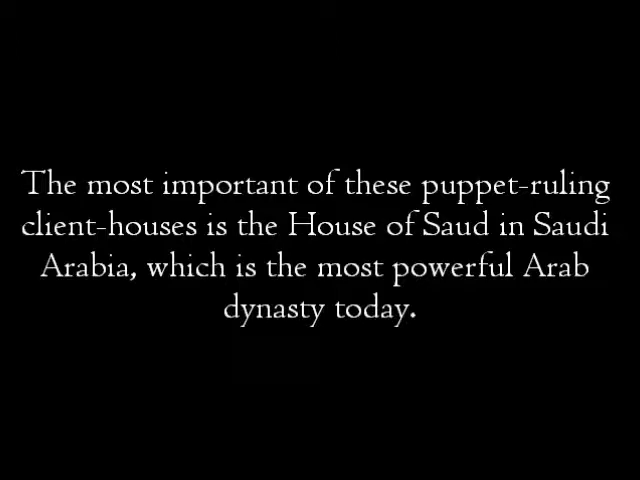 The most important of these puppet-ruling
client-houses is the House of Saud in Saudi
Arabia, which is the most powerful Arab
dynasty today.